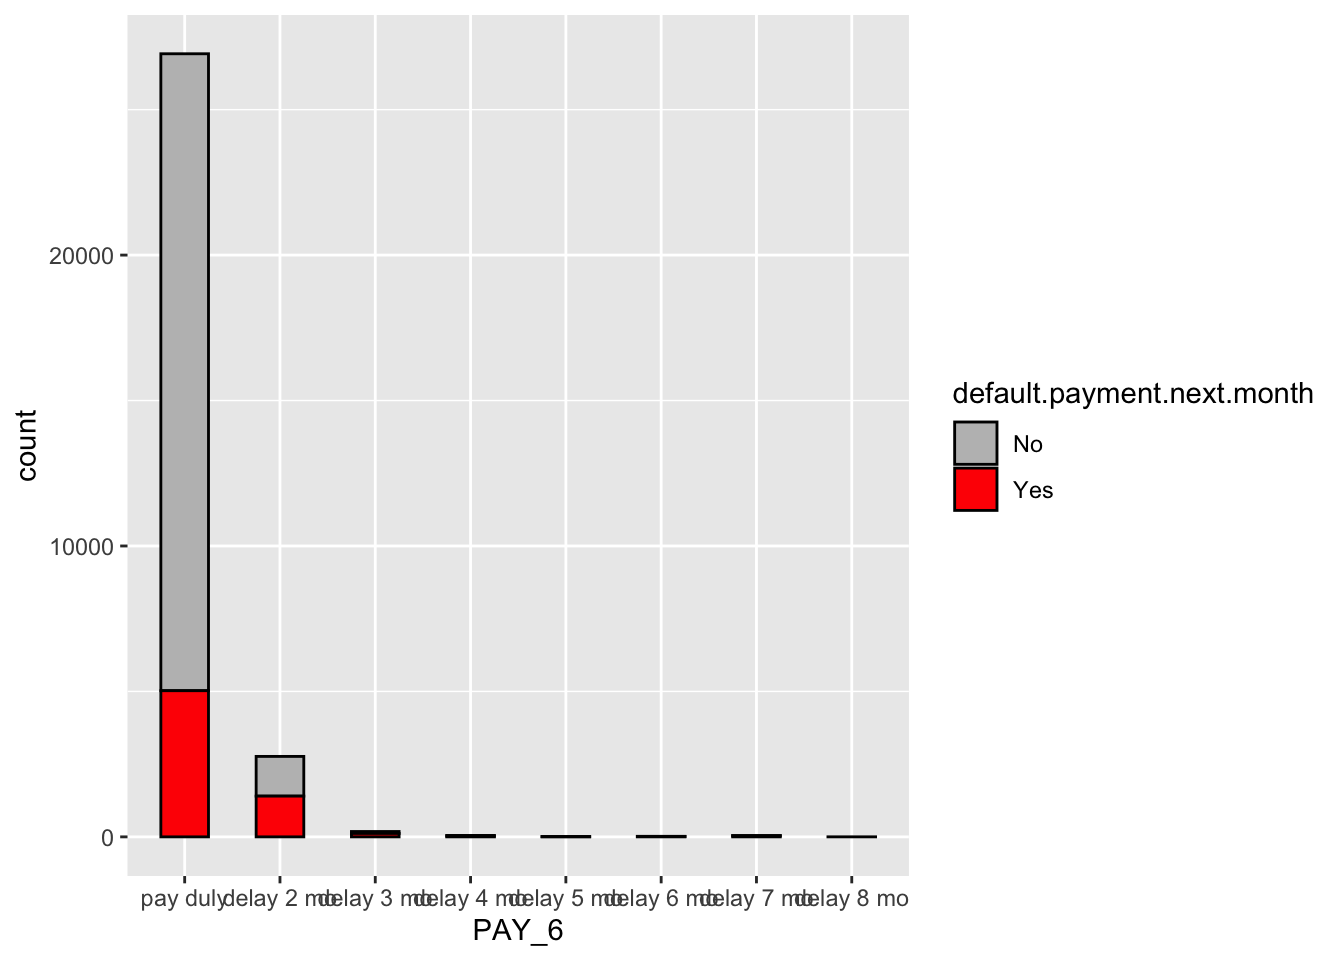 20000
10000
0
count
pay duly delay 2 mo delay 3 mo delay 4 mo delay 5 mo delay 6 mo delay 7 mo delay 8 mo
PAY_6
default.payment.next.month
No
Yes